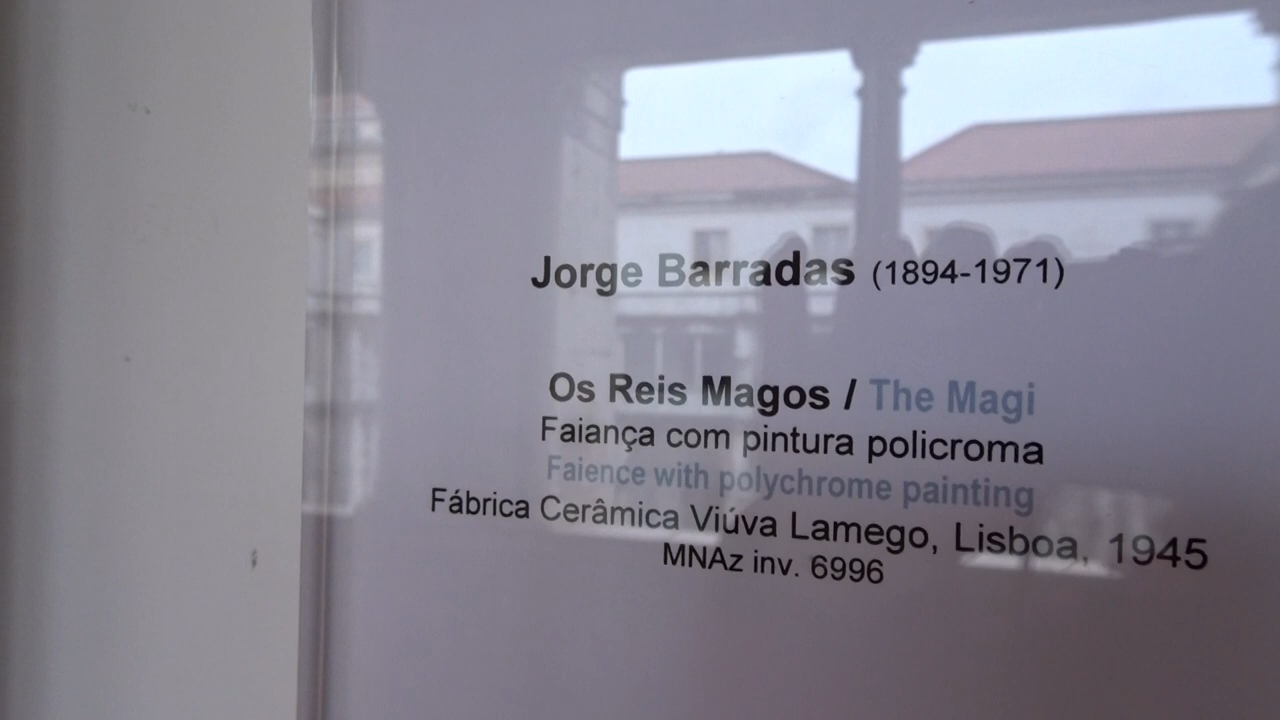 Jorge Barradas (1894-1971)
Os Reis Magos / The Magi
Faiança com pintura policroma
Faience with polychrome painting
Fábrica Cerâmica Viúva Lamego, Lisboa, 1945
MNAz inv. 6996